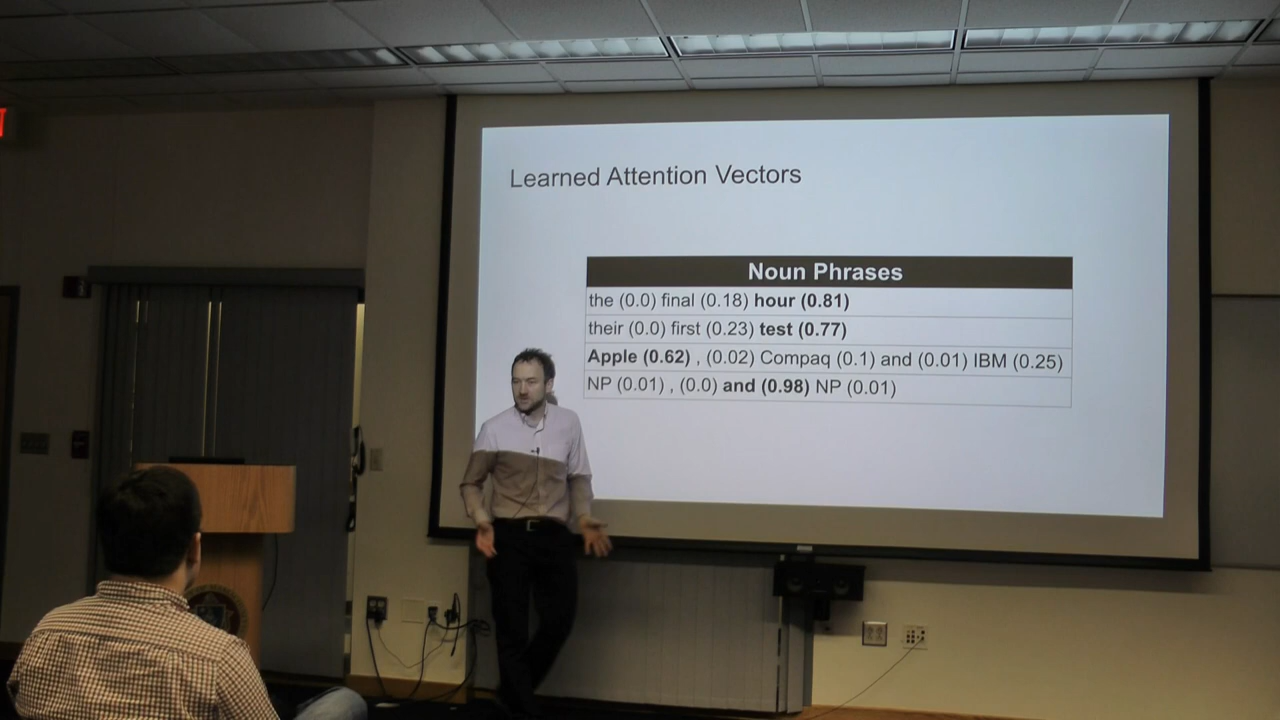 Learned Attention Vectors
Noun Phrases
the (0.0) final (0.18) hour (0.81)
their (0.0) first (0.23) test (0.77)
Apple (0.62) , (0.02) Compaq (0.1) and (0.01) IBM (0.25)
NP (0.01) , (0.0) and (0.98) NP (0.01)